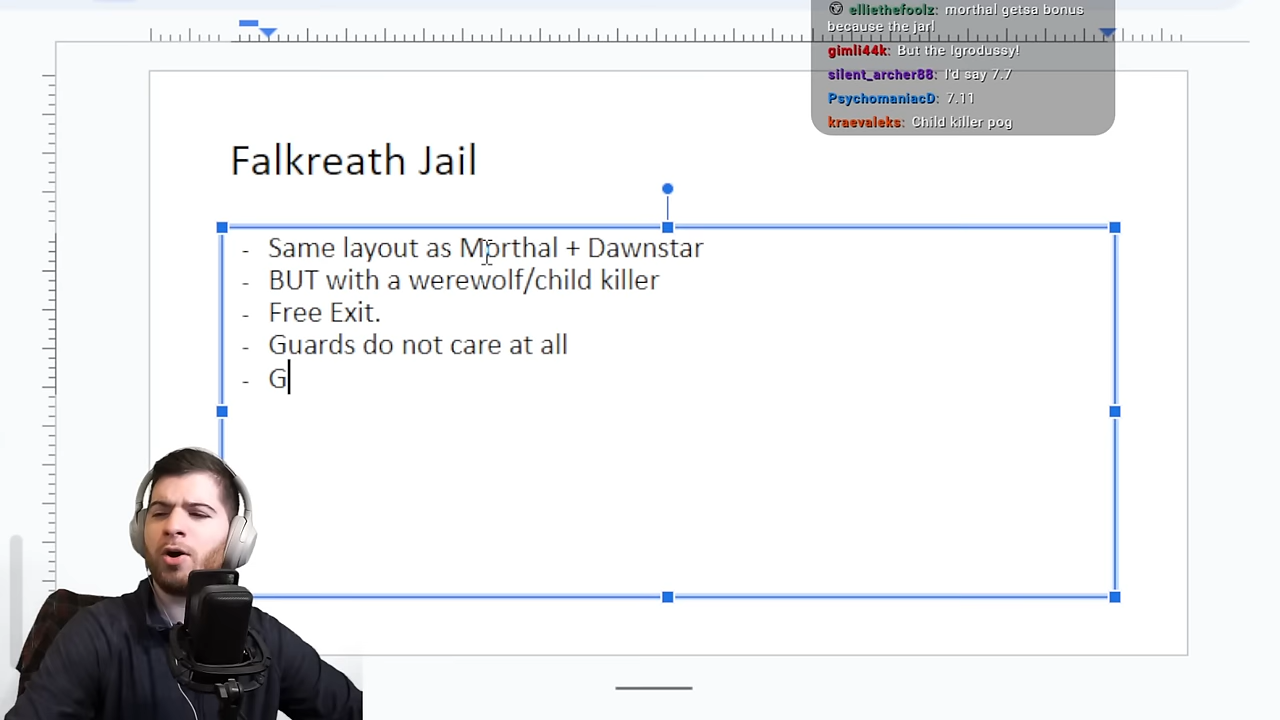 elliethefoolz: morthal getsa bonus
because the jarl
gimli44k: But the Igrodussy!
silent_archer88: I'd say 7.7
PsychomaniacD: 7.11
kraevaleks: Child killer pog
Falkreath Jail
- Same layout as Morthal + Dawnstar
- BUT with a werewolf/child killer
- Free Exit.
- Guards do not care at all
- G